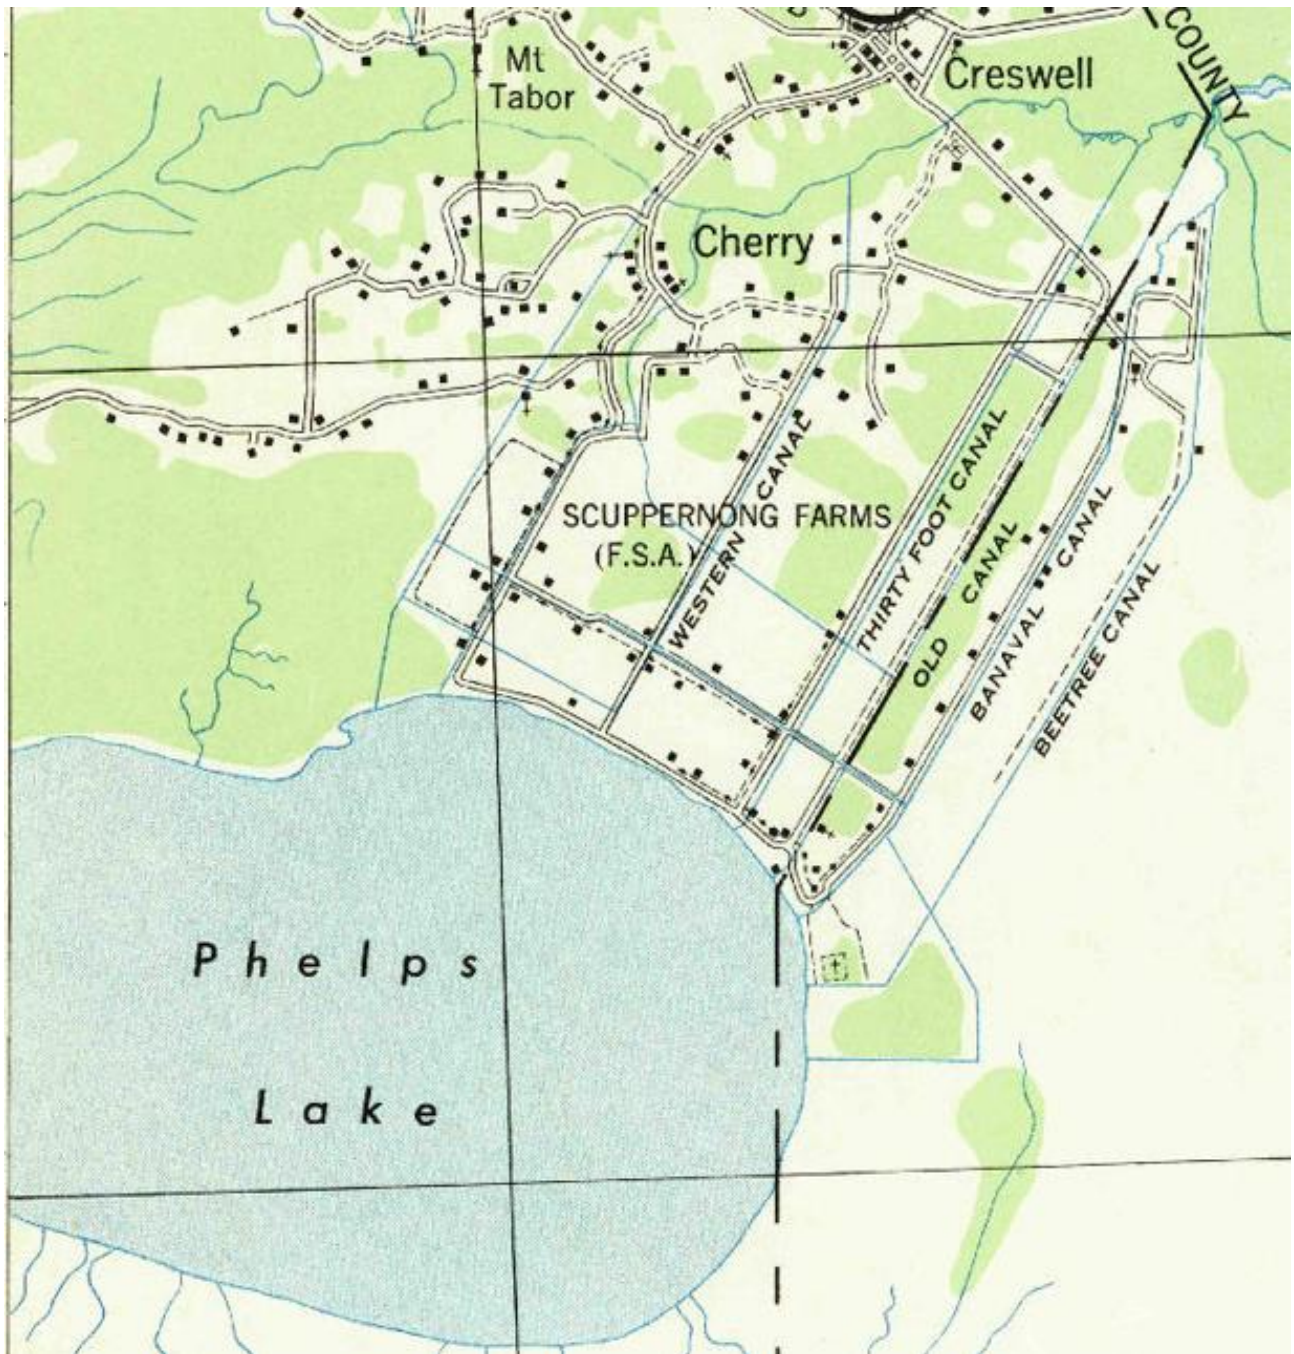 COUNTY
Mt
Tabor
Creswell
Cherry
SCUPPERNONG FARMS
(F.S.A.)
WESTERN CANAL
THIRTY FOOT CANAL
OLD CANAL
BANAVAL CANAL
BEETREE CANAL
Phelps
Lake